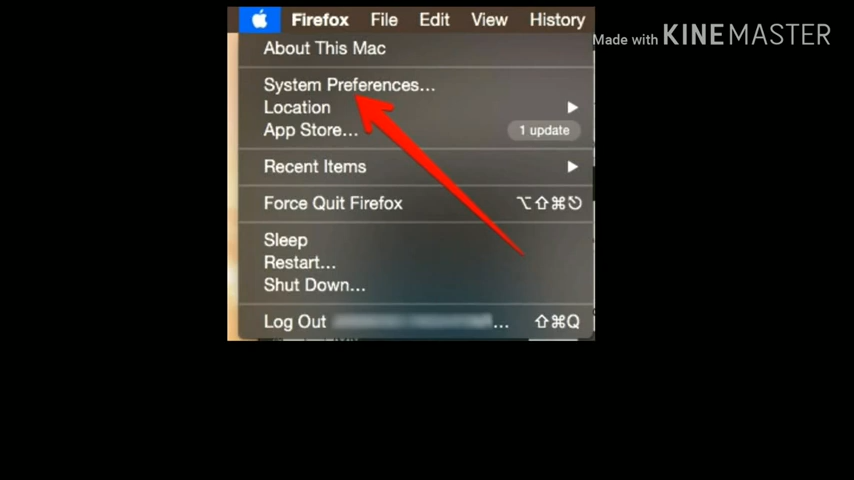 Firefox File Edit View History
Made with KINEMASTER
About This Mac
System Preferences...
Location
App Store... 1 update
Recent Items
Force Quit Firefox ⌥⇧⌘⎋
Sleep
Restart...
Shut Down...
Log Out ... ⇧⌘Q